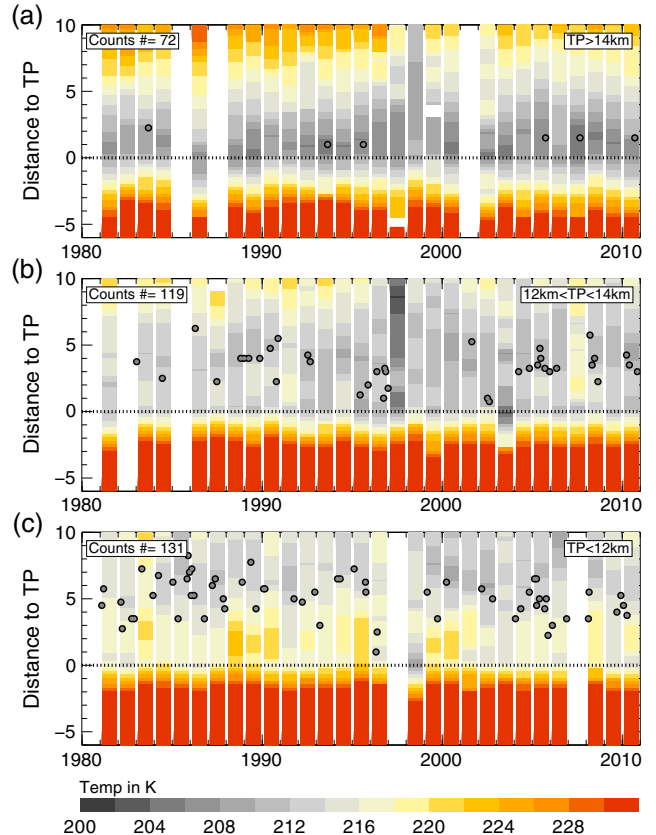 (a)
Counts #= 72
TP>14km
10
5
0
−5
Distance to TP
1980
1990
2000
2010
(b)
Counts #= 119
12km<TP<14km
10
5
0
−5
Distance to TP
1980
1990
2000
2010
(c)
Counts #= 131
TP<12km
10
5
0
−5
Distance to TP
1980
1990
2000
2010
Temp in K
200 204 208 212 216 220 224 228